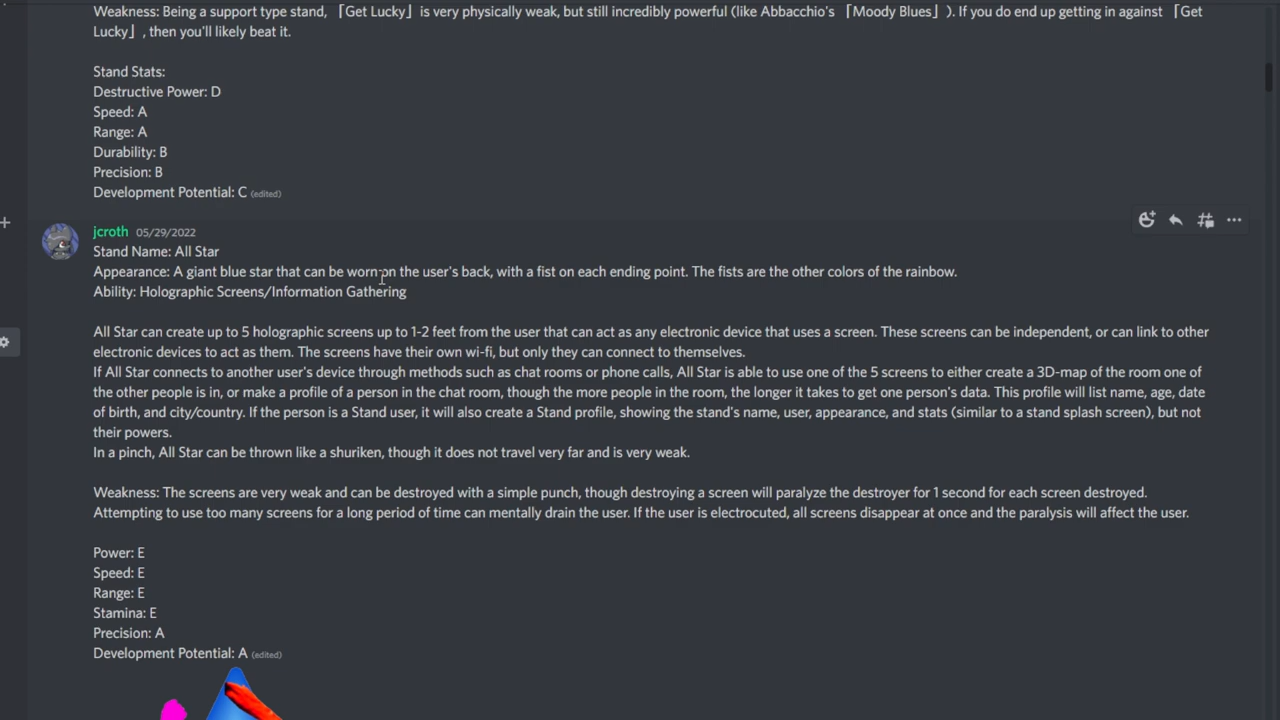 Weakness: Being a support type stand, 「Get Lucky」 is very physically weak, but still incredibly powerful (like Abbacchio's 「Moody Blues」). If you do end up getting in against 「Get
Lucky」, then you'll likely beat it.
Stand Stats:
Destructive Power: D
Speed: A
Range: A
Durability: B
Precision: B
Development Potential: C (edited)
jcroth 05/29/2022
Stand Name: All Star
Appearance: A giant blue star that can be worn on the user's back, with a fist on each ending point. The fists are the other colors of the rainbow.
Ability: Holographic Screens/Information Gathering
All Star can create up to 5 holographic screens up to 1-2 feet from the user that can act as any electronic device that uses a screen. These screens can be independent, or can link to other
electronic devices to act as them. The screens have their own wi-fi, but only they can connect to themselves.
If All Star connects to another user's device through methods such as chat rooms or phone calls, All Star is able to use one of the 5 screens to either create a 3D-map of the room one of
the other people is in, or make a profile of a person in the chat room, though the more people in the room, the longer it takes to get one person's data. This profile will list name, age, date
of birth, and city/country. If the person is a Stand user, it will also create a Stand profile, showing the stand's name, user, appearance, and stats (similar to a stand splash screen), but not
their powers.
In a pinch, All Star can be thrown like a shuriken, though it does not travel very far and is very weak.
Weakness: The screens are very weak and can be destroyed with a simple punch, though destroying a screen will paralyze the destroyer for 1 second for each screen destroyed.
Attempting to use too many screens for a long period of time can mentally drain the user. If the user is electrocuted, all screens disappear at once and the paralysis will affect the user.
Power: E
Speed: E
Range: E
Stamina: E
Precision: A
Development Potential: A (edited)